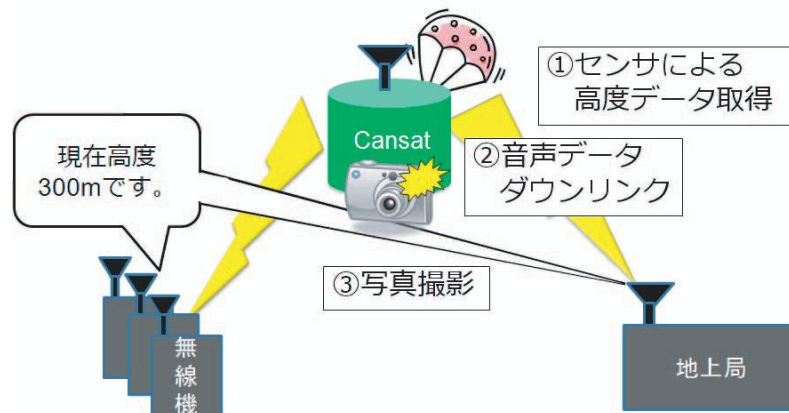 ①センサによる
高度データ取得
Cansat
現在高度
300mです。
②音声データ
ダウンリンク
③写真撮影
無
線
機
地上局